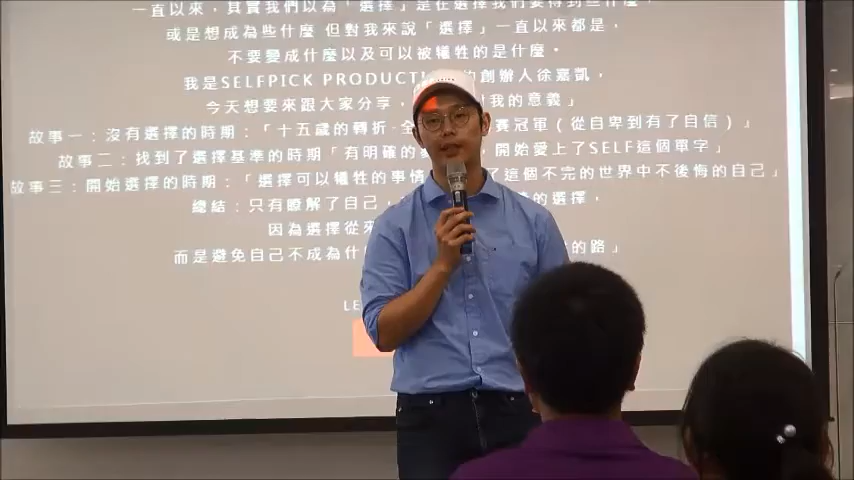 一直以來，其實我們以為「選擇」是在選擇我們要得到些什麼，
或是想成為些什麼 但對我來說「選擇」一直以來都是，
不要變成什麼以及可以被犧牲的是什麼。
我是SELFPICK PRODUCTI 的創辦人徐嘉凱，
今天想要來跟大家分享， 對我的意義」
故事一：沒有選擇的時期：「十五歲的轉折 賽冠軍（從自卑到有了自信）」
故事二：找到了選擇基準的時期「有明確的 開始愛上了SELF這個單字」
故事三：開始選擇的時期：「選擇可以犧牲的事情 了這個不完的世界中不後悔的自己」
總結：只有瞭解了自己， 情的選擇，
因為選擇從來
而是避免自己不成為什 的路」
LE